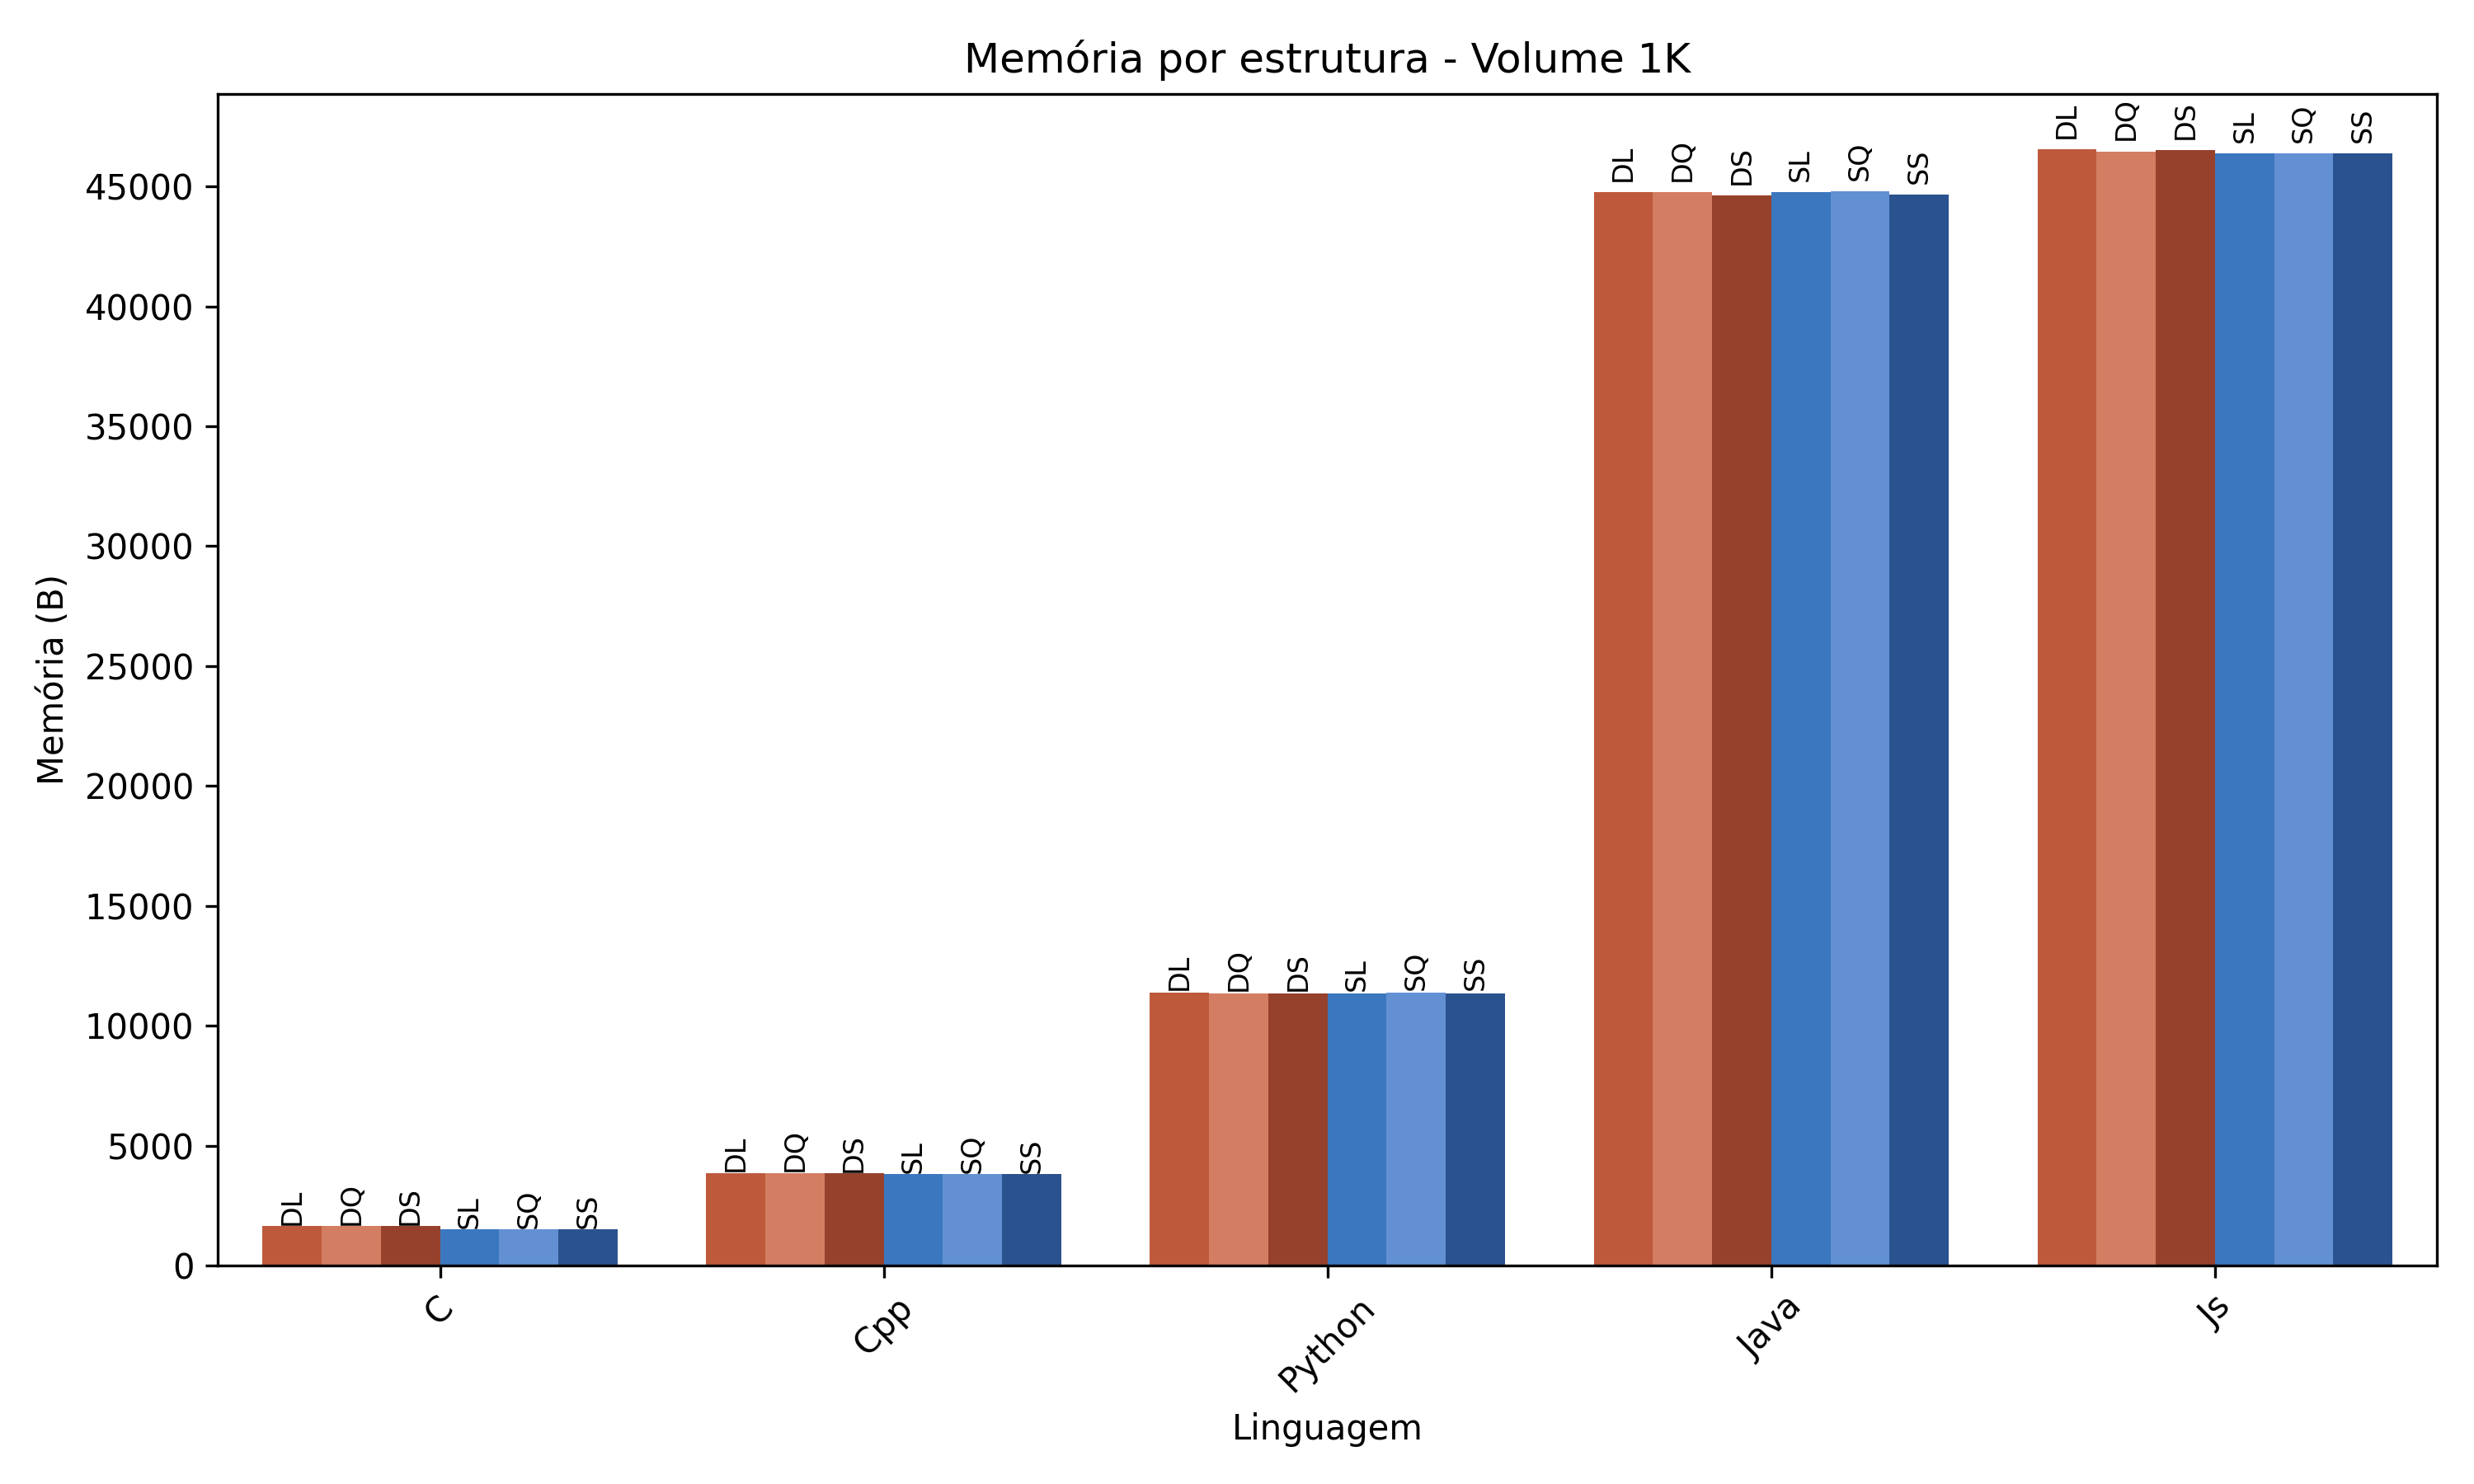 Memória por estrutura - Volume 1K
Memória (B)
45000
40000
35000
30000
25000
20000
15000
10000
5000
0
DL DQ DS SL SQ SS
DL DQ DS SL SQ SS
DL DQ DS SL SQ SS
DL DQ DS SL SQ SS
DL DQ DS SL SQ SS
C Cpp Python Java Js
Linguagem